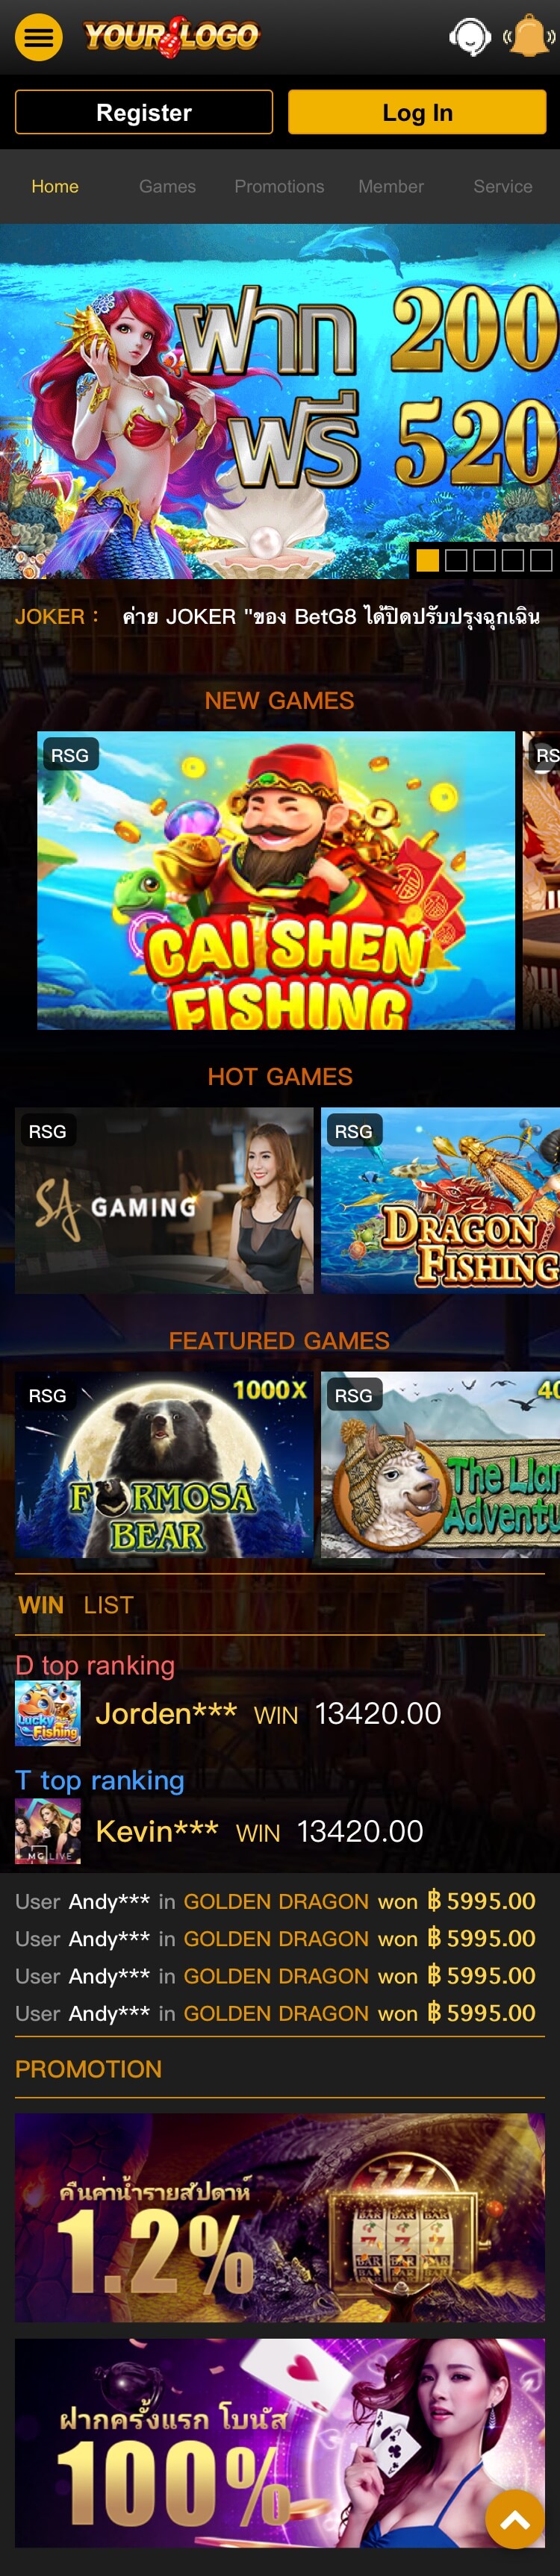 YOUR LOGO
Register
Log In
Home Games Promotions Member Service
ฝาก 200
ฟรี 520
JOKER : ค่าย JOKER "ของ BetG8 ได้ปิดปรับปรุงฉุกเฉิน
NEW GAMES
RSG
RS
CAI SHEN
FISHING
HOT GAMES
RSG
SA GAMING
RSG
DRAGON
FISHING
FEATURED GAMES
RSG
1000X
FORMOSA
BEAR
RSG
40
The Llam
Adventu
WIN LIST
D top ranking
Lucky
Fishing
Jorden*** WIN 13420.00
T top ranking
MG LIVE
Kevin*** WIN 13420.00
User Andy*** in GOLDEN DRAGON won ฿ 5995.00
User Andy*** in GOLDEN DRAGON won ฿ 5995.00
User Andy*** in GOLDEN DRAGON won ฿ 5995.00
User Andy*** in GOLDEN DRAGON won ฿ 5995.00
PROMOTION
คืนค่าน้ำรายสัปดาห์
1.2%
777
BAR BAR BAR
7 7 7
BAR BAR BAR
ฝากครั้งแรก โบนัส
100%
A
A